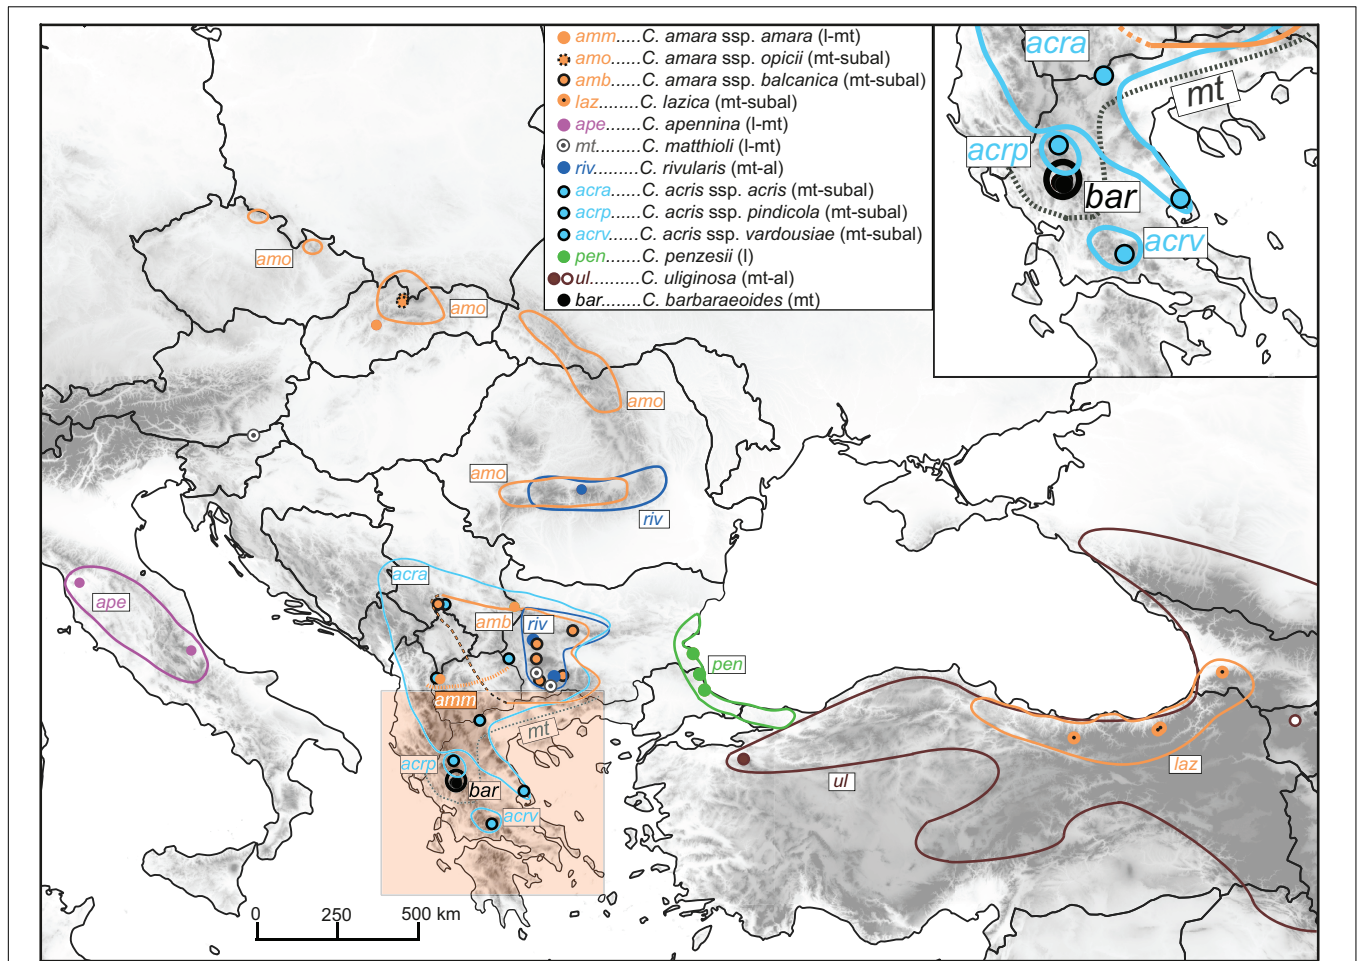 amm.....C. amara ssp. amara (l-mt)
amo.....C. amara ssp. opicii (mt-subal)
amb.....C. amara ssp. balcanica (mt-subal)
laz........C. lazica (mt-subal)
ape.......C. apennina (l-mt)
mt.........C. matthioli (l-mt)
riv.........C. rivularis (mt-al)
acra......C. acris ssp. acris (mt-subal)
acrp......C. acris ssp. pindicola (mt-subal)
acrv......C. acris ssp. vardousiae (mt-subal)
pen.......C. penzesii (l)
ul..........C. uliginosa (mt-al)
bar........C. barbaraeoides (mt)
acra
mt
acrp
bar
acrv
amo
amo
amo
amo
riv
acra
ape
amb
riv
pen
amm
mt
acrp
bar
acrv
ul
laz
0 250 500 km